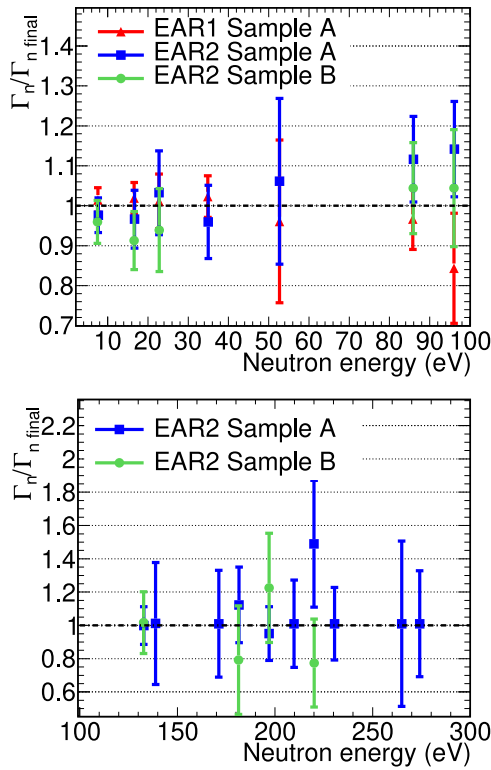 EAR1 Sample A
EAR2 Sample A
EAR2 Sample B
Γn/Γn final
1.4
1.3
1.2
1.1
1
0.9
0.8
0.7
10 20 30 40 50 60 70 80 90 100
Neutron energy (eV)
EAR2 Sample A
EAR2 Sample B
Γn/Γn final
2.2
2
1.8
1.6
1.4
1.2
1
0.8
0.6
100 150 200 250 300
Neutron energy (eV)